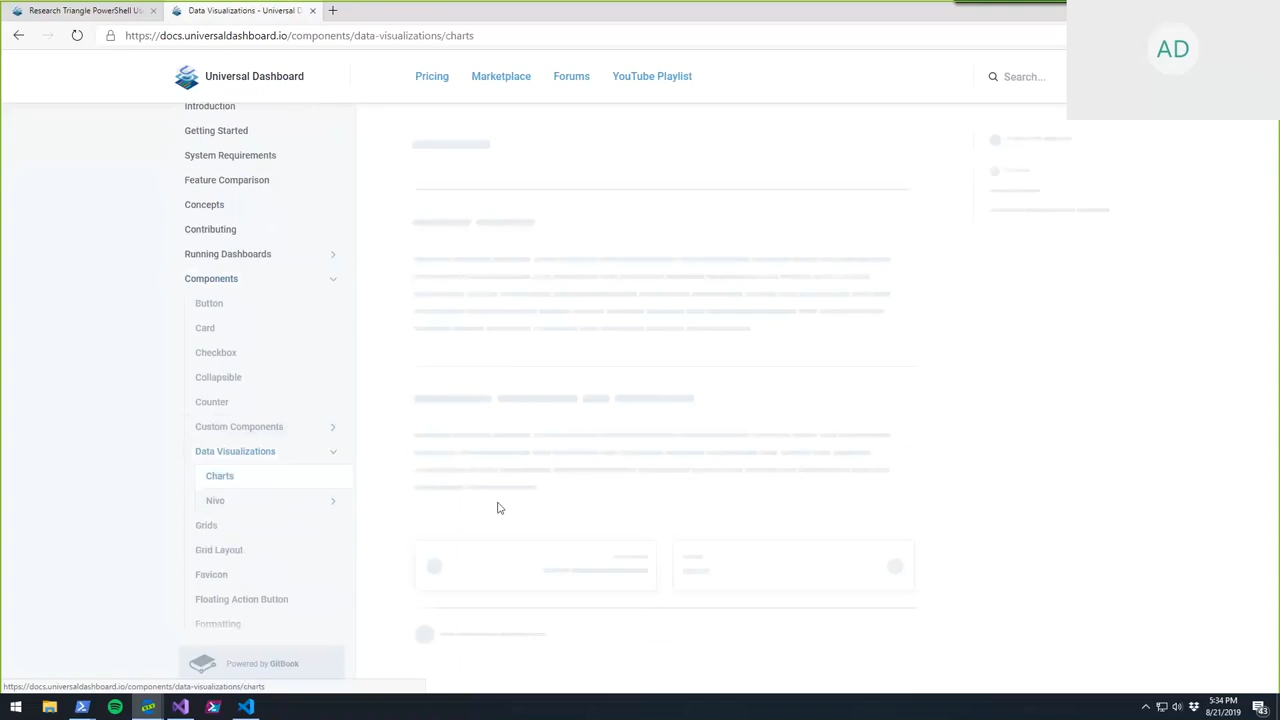 Research Triangle PowerShell Us
Data Visualizations - Universal D
https://docs.universaldashboard.io/components/data-visualizations/charts
AD
Universal Dashboard
Pricing
Marketplace
Forums
YouTube Playlist
Search...
Introduction
Getting Started
System Requirements
Feature Comparison
Concepts
Contributing
Running Dashboards
Components
Button
Card
Checkbox
Collapsible
Counter
Custom Components
Data Visualizations
Charts
Nivo
Grids
Grid Layout
Favicon
Floating Action Button
Formatting
Powered by GitBook
https://docs.universaldashboard.io/components/data-visualizations/charts
5:34 PM
8/21/2019
43